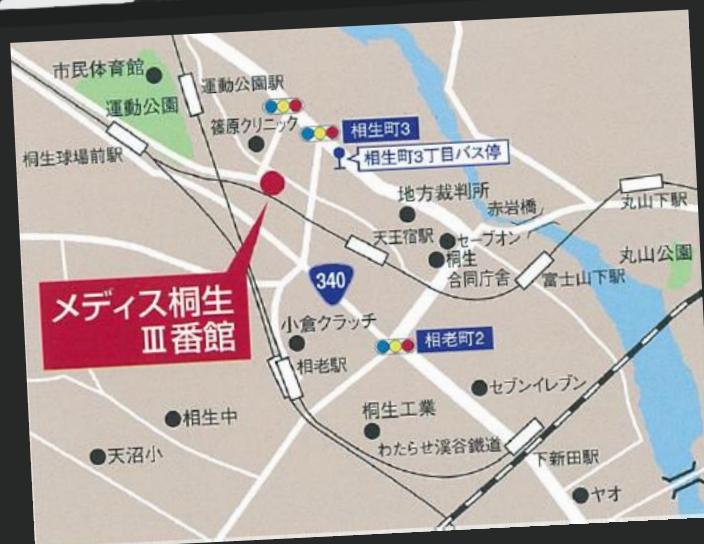 市民体育館
運動公園
運動公園駅
篠原クリニック
相生町3
相生町3丁目バス停
桐生球場前駅
地方裁判所
赤岩橋
丸山下駅
天王宿駅
セーブオン
桐生
合同庁舎
富士山下駅
丸山公園
340
メディス桐生
Ⅲ番館
小倉クラッチ
相老町2
相老駅
セブンイレブン
相生中
桐生工業
わたらせ渓谷鐵道
下新田駅
天沼小
ヤオ